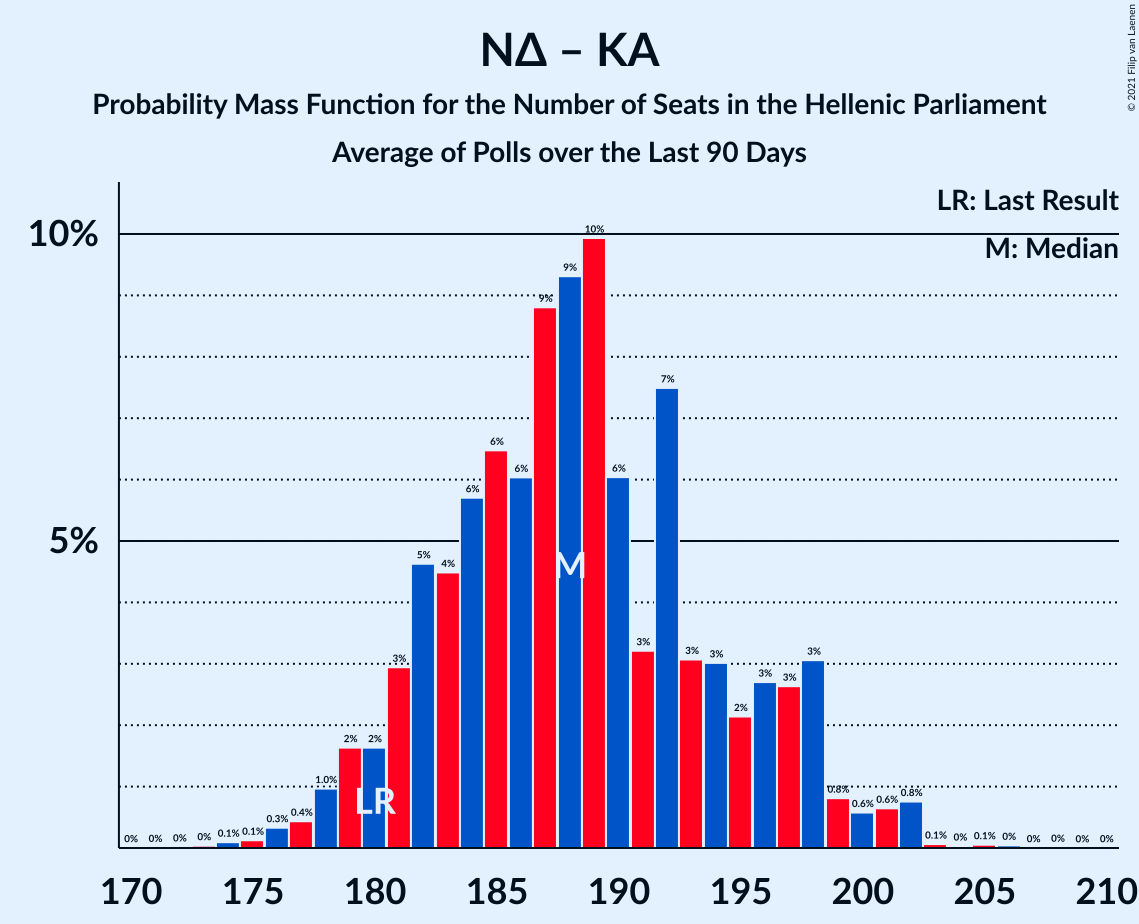 © 2021 Filip van Laenen
ΝΔ – ΚΑ
Probability Mass Function for the Number of Seats in the Hellenic Parliament
Average of Polls over the Last 90 Days
LR: Last Result
M: Median
10%
5%
0% 0% 0% 0% 0.1% 0.1% 0.3% 0.4% 1.0% 2% 2% 3% 5% 4% 6% 6% 6% 9% 9% 10% 6% 3% 7% 3% 3% 2% 3% 3% 3% 0.8% 0.6% 0.6% 0.8% 0.1% 0% 0.1% 0% 0% 0% 0% 0%
M
LR
170 175 180 185 190 195 200 205 210